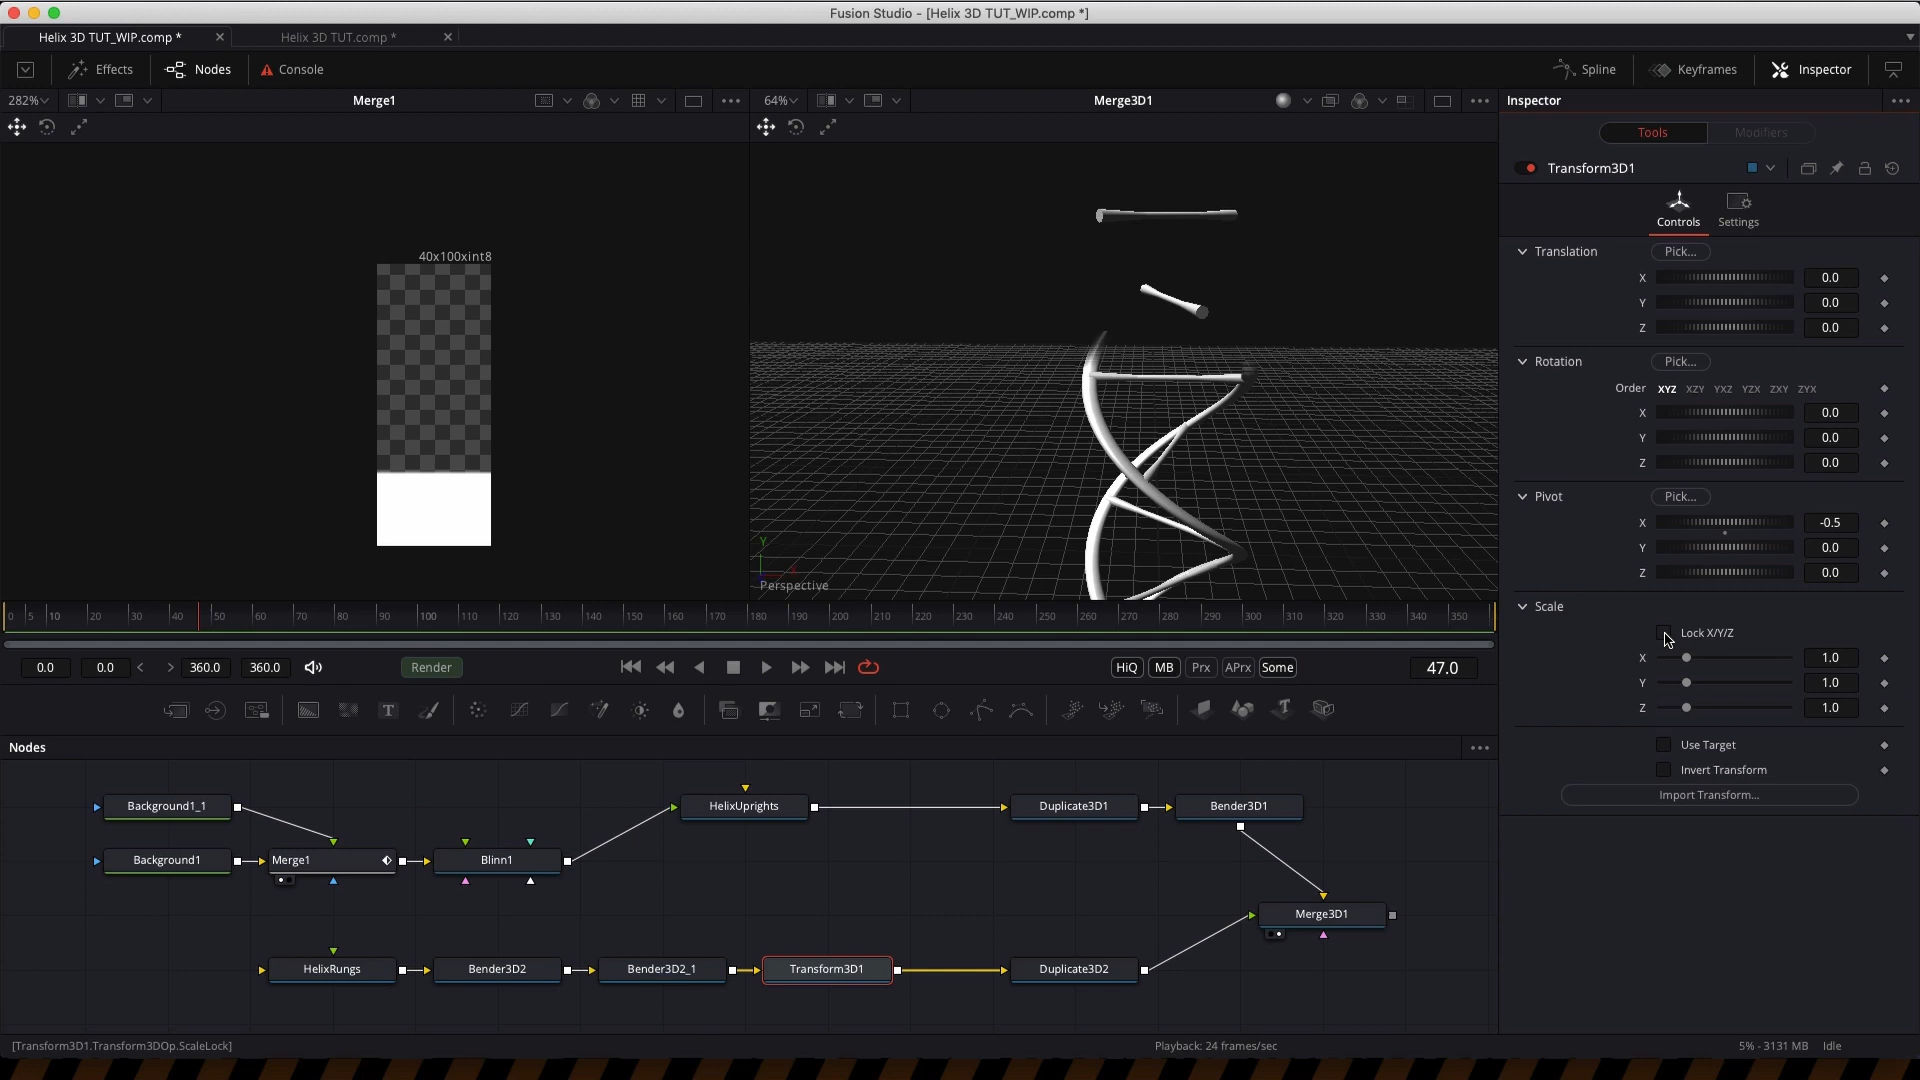 Fusion Studio - [Helix 3D TUT_WIP.comp *]
Helix 3D TUT_WIP.comp *
Helix 3D TUT.comp *
Effects
Nodes
Console
Spline
Keyframes
Inspector
282%
Merge1
64%
Merge3D1
Inspector
Tools
Modifiers
Transform3D1
Controls
Settings
40x100xint8
Y
X
Perspective
Translation
Pick...
X 0.0
Y 0.0
Z 0.0
Rotation
Pick...
Order XYZ XZY YXZ YZX ZXY ZYX
X 0.0
Y 0.0
Z 0.0
Pivot
Pick...
X -0.5
Y 0.0
Z 0.0
Scale
Lock X/Y/Z
X 1.0
Y 1.0
Z 1.0
Use Target
Invert Transform
Import Transform...
0 5 10 20 30 40 50 60 70 80 90 100 110 120 130 140 150 160 170 180 190 200 210 220 230 240 250 260 270 280 290 300 310 320 330 340 350
0.0 0.0 < > 360.0 360.0
Render
HiQ MB Prx APrx Some
47.0
T
T
Nodes
Background1_1
HelixUprights
Duplicate3D1
Bender3D1
Background1
Merge1
Blinn1
Merge3D1
HelixRungs
Bender3D2
Bender3D2_1
Transform3D1
Duplicate3D2
[Transform3D1.Transform3DOp.ScaleLock]
Playback: 24 frames/sec
5% - 3131 MB
Idle